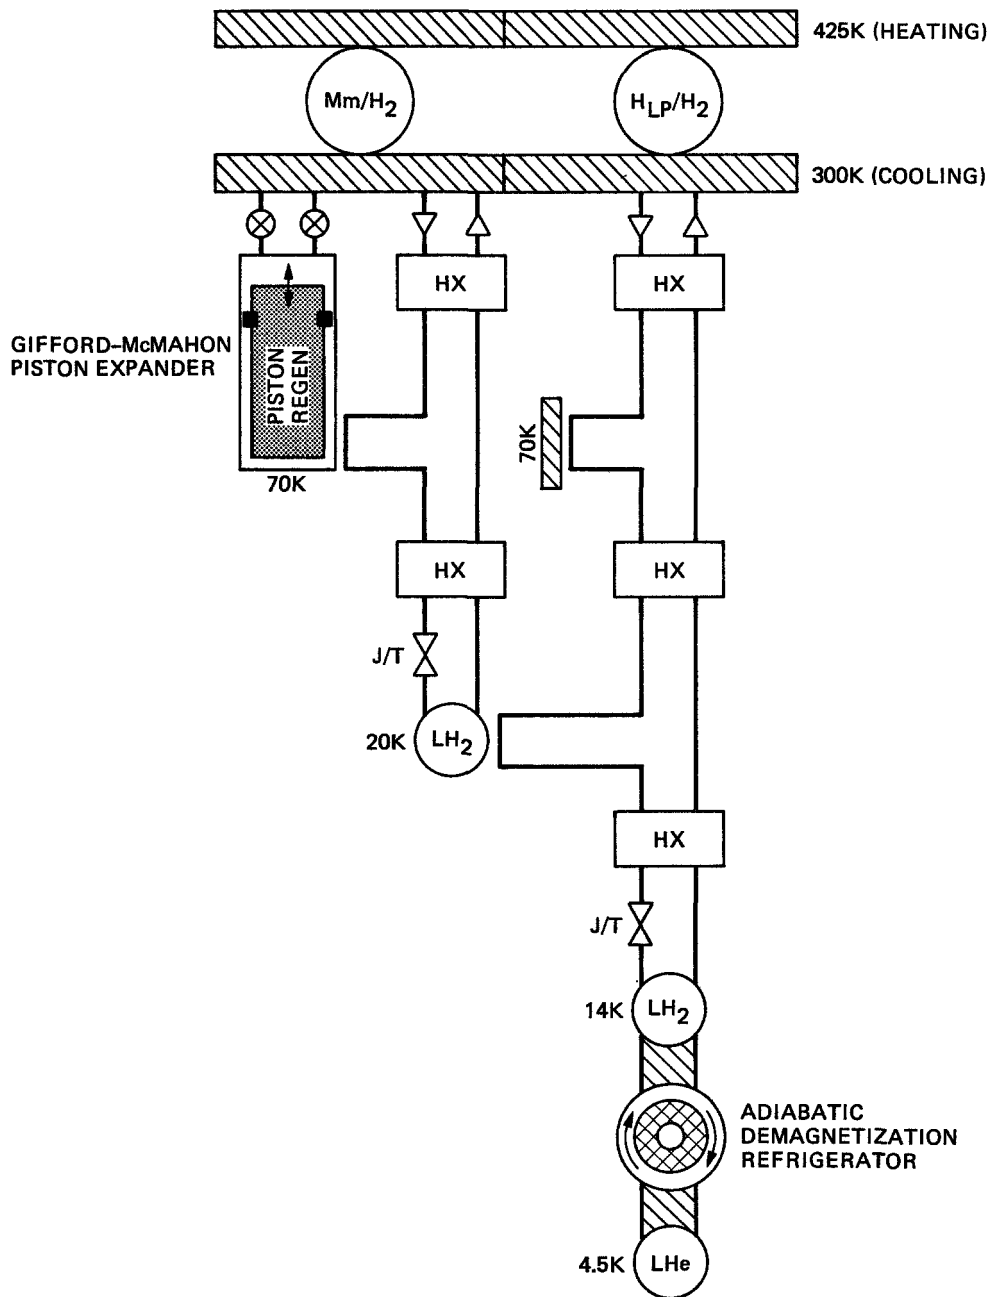 425K (HEATING)
Mm/H2
HLP/H2
300K (COOLING)
HX
HX
GIFFORD–McMAHON
PISTON EXPANDER
PISTON
REGEN
70K
70K
HX
HX
J/T
20K
LH2
HX
J/T
14K
LH2
ADIABATIC
DEMAGNETIZATION
REFRIGERATOR
4.5K
LHe